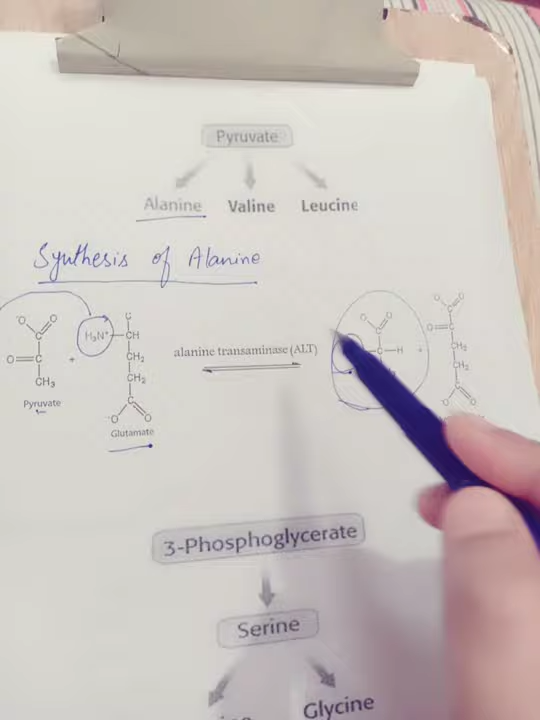 Pyruvate
Alanine Valine Leucine
Synthesis of Alanine
⁻O O H₃N⁺ CH O O O
C C
O C + CH₂ alanine transaminase (ALT) C H + O C
CH₃ CH₂ CH₂
Pyruvate C CH₂
⁻O O C
Glutamate
3-Phosphoglycerate
Serine
Glycine